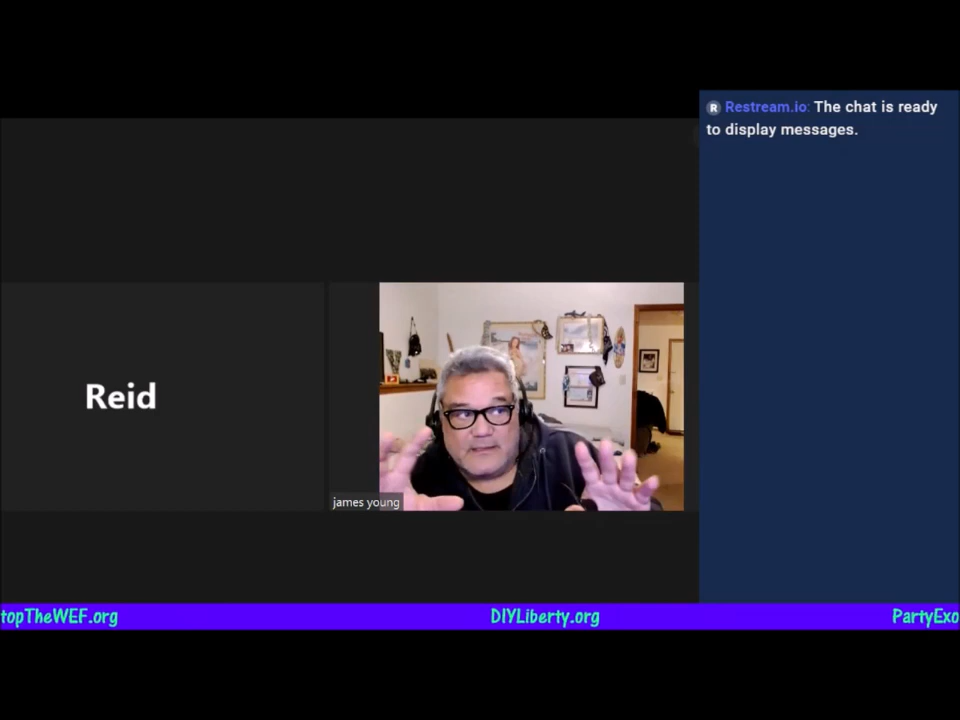 R Restream.io: The chat is ready
to display messages.
Reid
james young
topTheWEF.org DIYLiberty.org PartyExo